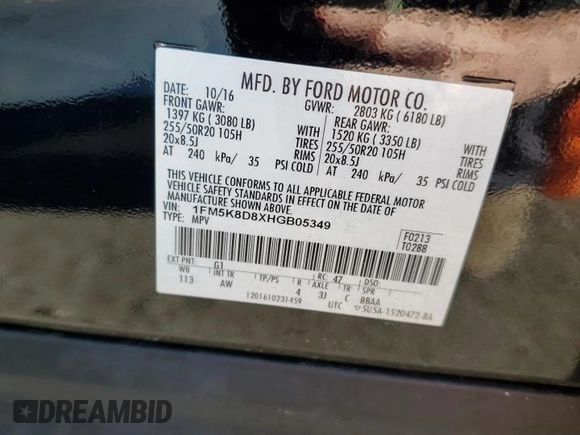 MFD. BY FORD MOTOR CO.
DATE: 10/16 GVWR: 2803 KG ( 6180 LB)
FRONT GAWR: REAR GAWR:
1397 KG ( 3080 LB) 1520 KG ( 3350 LB)
255/50R20 105H TIRES 255/50R20 105H TIRES
20x8.5J RIMS 20x8.5J RIMS
AT 240 kPa/ 35 PSI COLD AT 240 kPa/ 35 PSI COLD
THIS VEHICLE CONFORMS TO ALL APPLICABLE FEDERAL MOTOR
VEHICLE SAFETY STANDARDS IN EFFECT ON THE DATE OF
MANUFACTURE SHOWN ABOVE.
VIN: 1FM5K8D8XHGB05349 F0213
TYPE: MPV T0288
EXT PNT: G1 RC: 47 DSO:
WB INT TR TP/PS R AXLE TR SPR
113 AW 4 3J C BBAA
1201610231459 UTC ▽5U5A-1520472-BA
DREAMBID